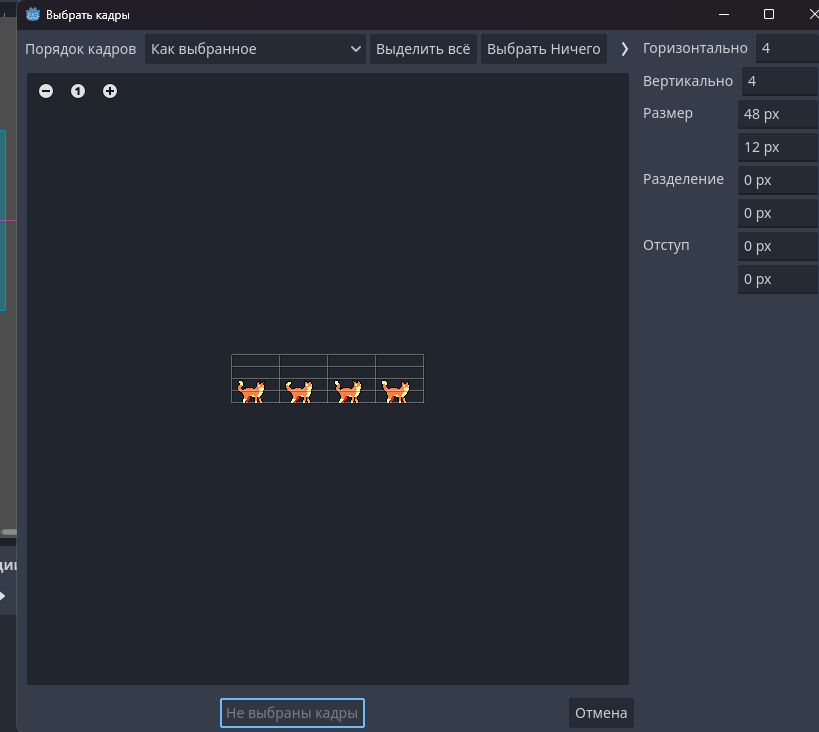 Выбрать кадры
Порядок кадров Как выбранное Выделить всё Выбрать Ничего Горизонтально 4
1
Вертикально 4
Размер 48 px
12 px
Разделение 0 px
0 px
Отступ 0 px
0 px
Не выбраны кадры Отмена